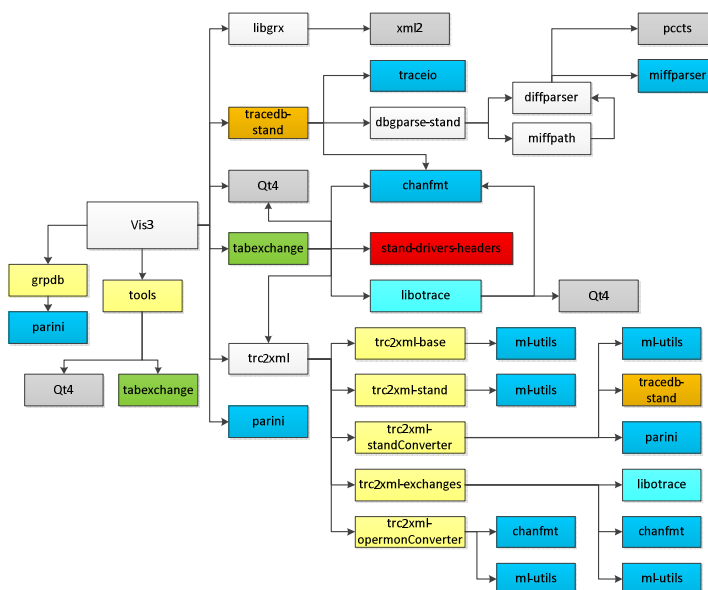 libgrx
xml2
pccts
traceio
miffparser
tracedb-
stand
dbgparse-stand
diffparser
miffpath
Qt4
chanfmt
Vis3
tabexchange
stand-drivers-headers
grpdb
tools
libotrace
Qt4
parini
trc2xml
trc2xml-base
ml-utils
ml-utils
Qt4
tabexchange
trc2xml-stand
ml-utils
tracedb-
stand
parini
trc2xml-
standConverter
parini
trc2xml-exchanges
libotrace
trc2xml-
opermonConverter
chanfmt
chanfmt
ml-utils
ml-utils